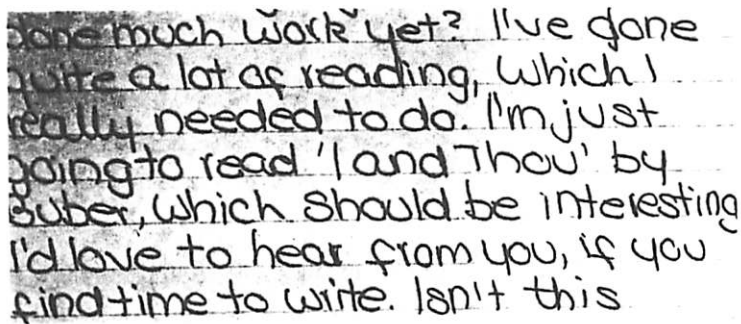 done much work yet? I've done
quite a lot of reading, which I
really needed to do. I'm just
going to read 'I and Thou' by
Buber, which should be interesting
I'd love to hear from you, if you
find time to write. Isn't this